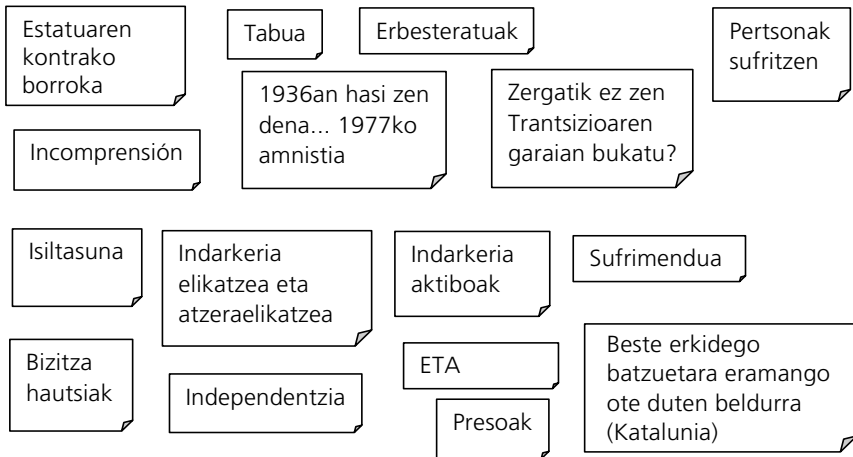 Estatuaren
kontrako
borroka
Tabua
Erbesteratuak
Pertsonak
sufritzen
1936an hasi zen
dena... 1977ko
amnistia
Zergatik ez zen
Trantsizioaren
garaian bukatu?
Incomprensión
Isiltasuna
Indarkeria
elikatzea eta
atzeraelikatzea
Indarkeria
aktiboak
Sufrimendua
Bizitza
hautsiak
Independentzia
ETA
Presoak
Beste erkidego
batzuetara eramango
ote duten beldurra
(Katalunia)